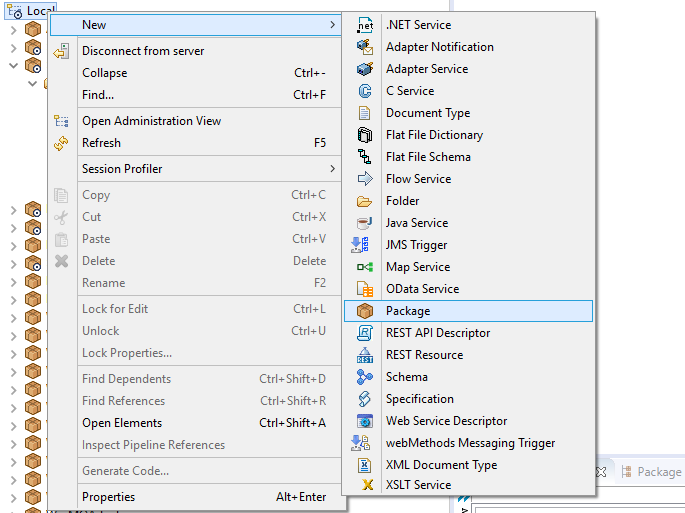 Local
New
Disconnect from server
Collapse Ctrl+-
Find... Ctrl+F
Open Administration View
Refresh F5
Session Profiler
Copy Ctrl+C
Cut Ctrl+X
Paste Ctrl+V
Delete Delete
Rename F2
Lock for Edit Ctrl+L
Unlock Ctrl+U
Lock Properties...
Find Dependents Ctrl+Shift+D
Find References Ctrl+Shift+R
Open Elements Ctrl+Shift+A
Inspect Pipeline References
Generate Code...
Properties Alt+Enter
.NET Service
Adapter Notification
Adapter Service
C Service
Document Type
Flat File Dictionary
Flat File Schema
Flow Service
Folder
Java Service
JMS Trigger
Map Service
OData Service
Package
REST API Descriptor
REST Resource
Schema
Specification
Web Service Descriptor
webMethods Messaging Trigger
XML Document Type
XSLT Service
Package